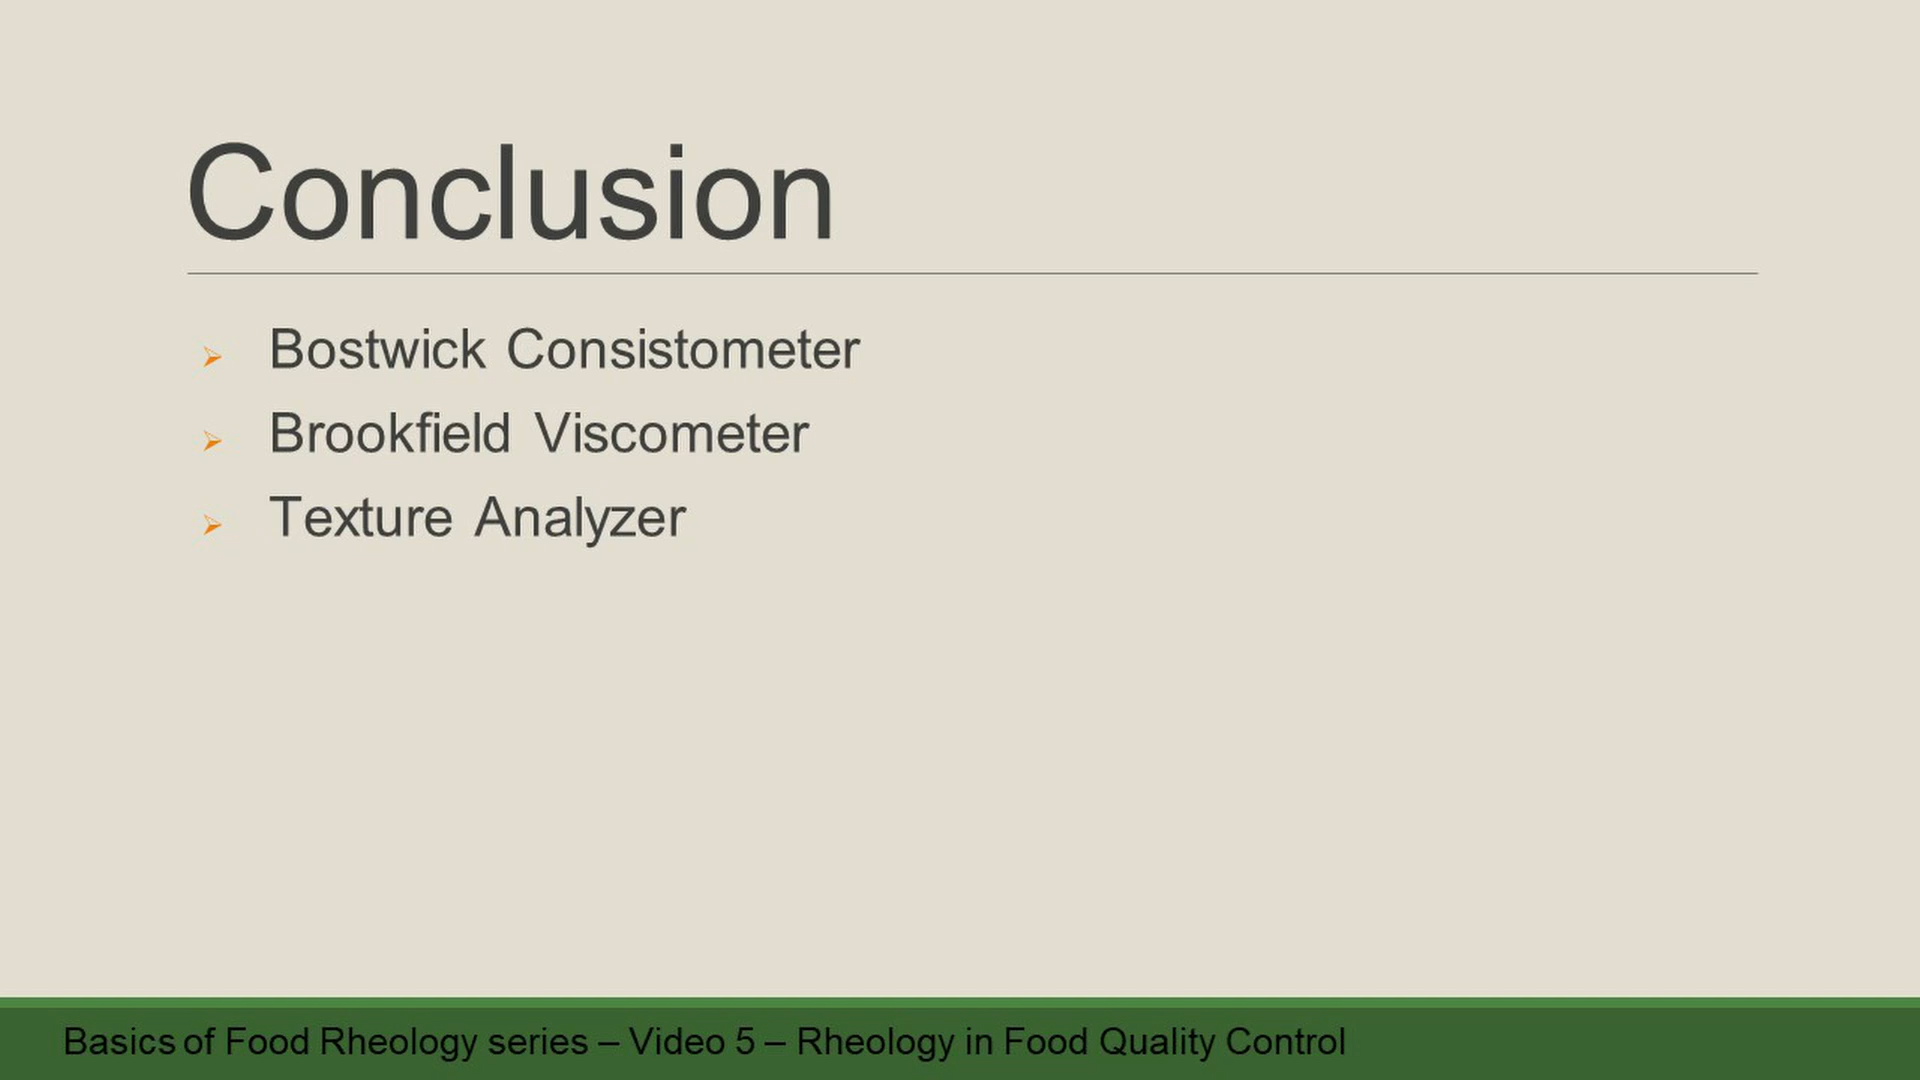 Conclusion
Bostwick Consistometer
Brookfield Viscometer
Texture Analyzer
Basics of Food Rheology series – Video 5 – Rheology in Food Quality Control